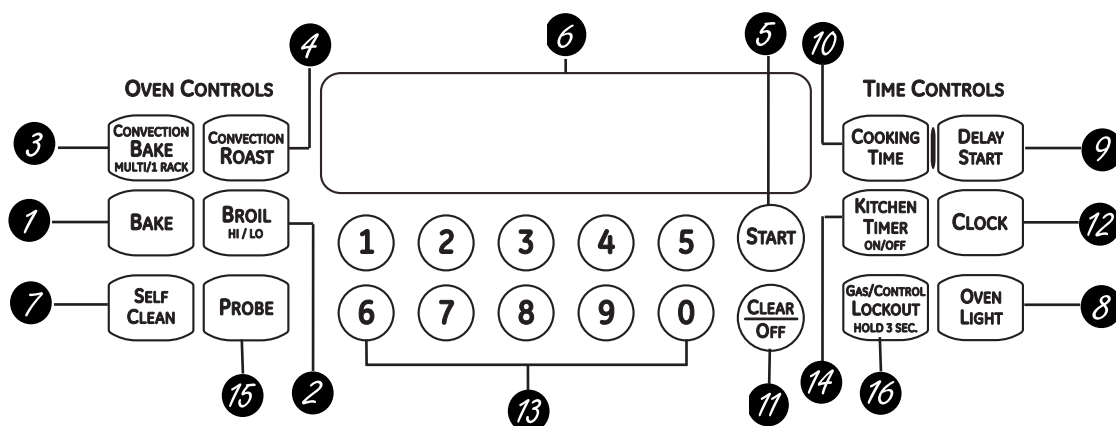 6
5
4
10
OVEN CONTROLS
TIME CONTROLS
3
CONVECTION
BAKE
MULTI/1 RACK
CONVECTION
ROAST
COOKING
TIME
DELAY
START
9
1
BAKE
BROIL
HI / LO
1
2
3
4
5
START
KITCHEN
TIMER
ON/OFF
CLOCK
12
7
SELF
CLEAN
PROBE
6
7
8
9
0
CLEAR
OFF
GAS/CONTROL
LOCKOUT
HOLD 3 SEC.
OVEN
LIGHT
8
15
2
13
11
14
16